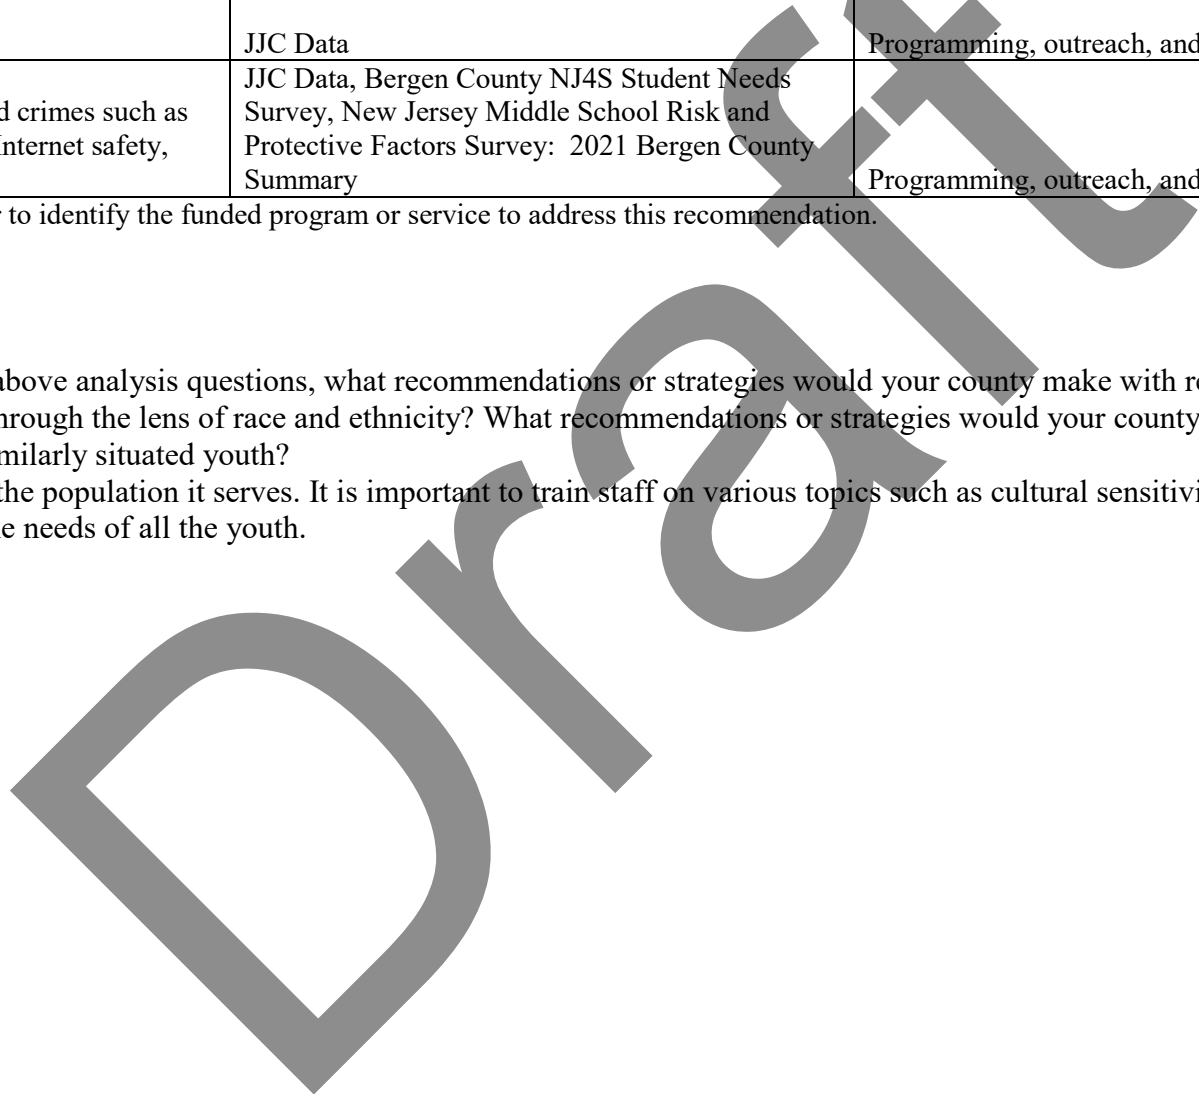 JJC Data
Programming, outreach, and
d crimes such as
Internet safety,
JJC Data, Bergen County NJ4S Student Needs
Survey, New Jersey Middle School Risk and
Protective Factors Survey:  2021 Bergen County
Summary
Programming, outreach, and
to identify the funded program or service to address this recommendation.
above analysis questions, what recommendations or strategies would your county make with
through the lens of race and ethnicity? What recommendations or strategies would your county
milarly situated youth?
the population it serves. It is important to train staff on various topics such as cultural sensitivi
e needs of all the youth.
Draft